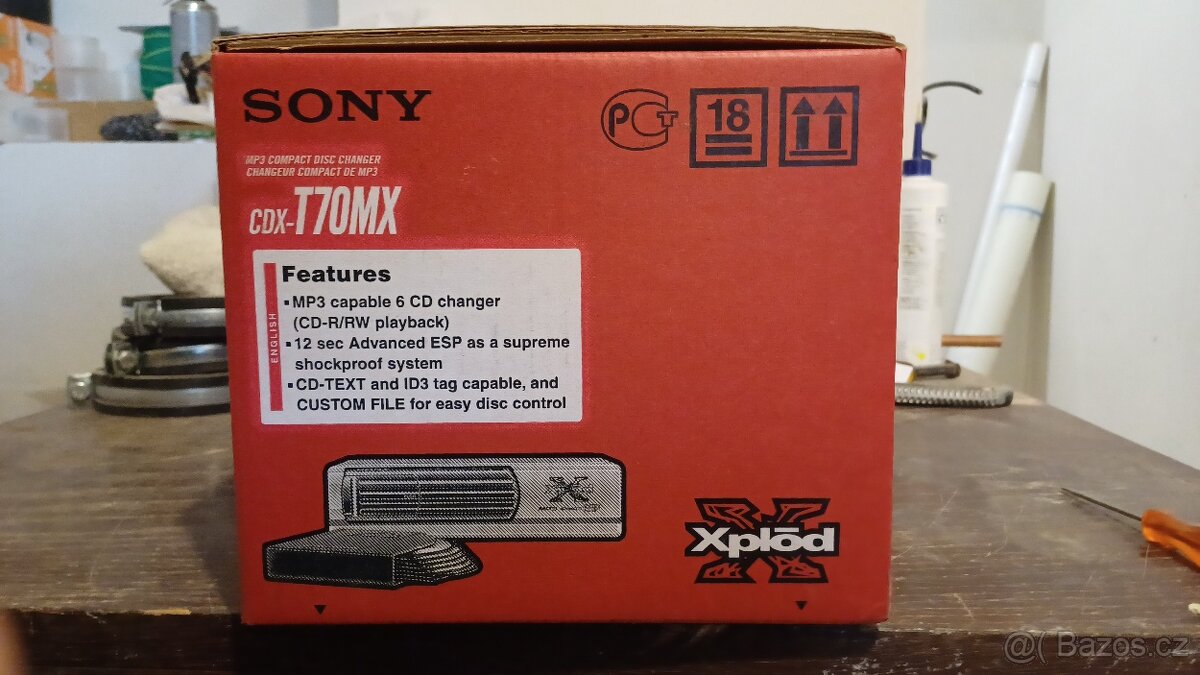 SONY
PCT
18
MP3 COMPACT DISC CHANGER
CHANGEUR COMPACT DE MP3
CDX-T70MX
ENGLISH
Features
▪MP3 capable 6 CD changer
(CD-R/RW playback)
▪12 sec Advanced ESP as a supreme
shockproof system
▪CD-TEXT and ID3 tag capable, and
CUSTOM FILE for easy disc control
Xplōd
@( Bazos.cz